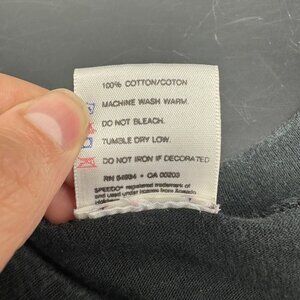 100% COTTON/COTON
MACHINE WASH WARM.
DO NOT BLEACH.
TUMBLE DRY LOW.
DO NOT IRON IF DECORATED
RN 54934 • CA 00203
SPEEDO® registered trademark of
and used under license from Speedo